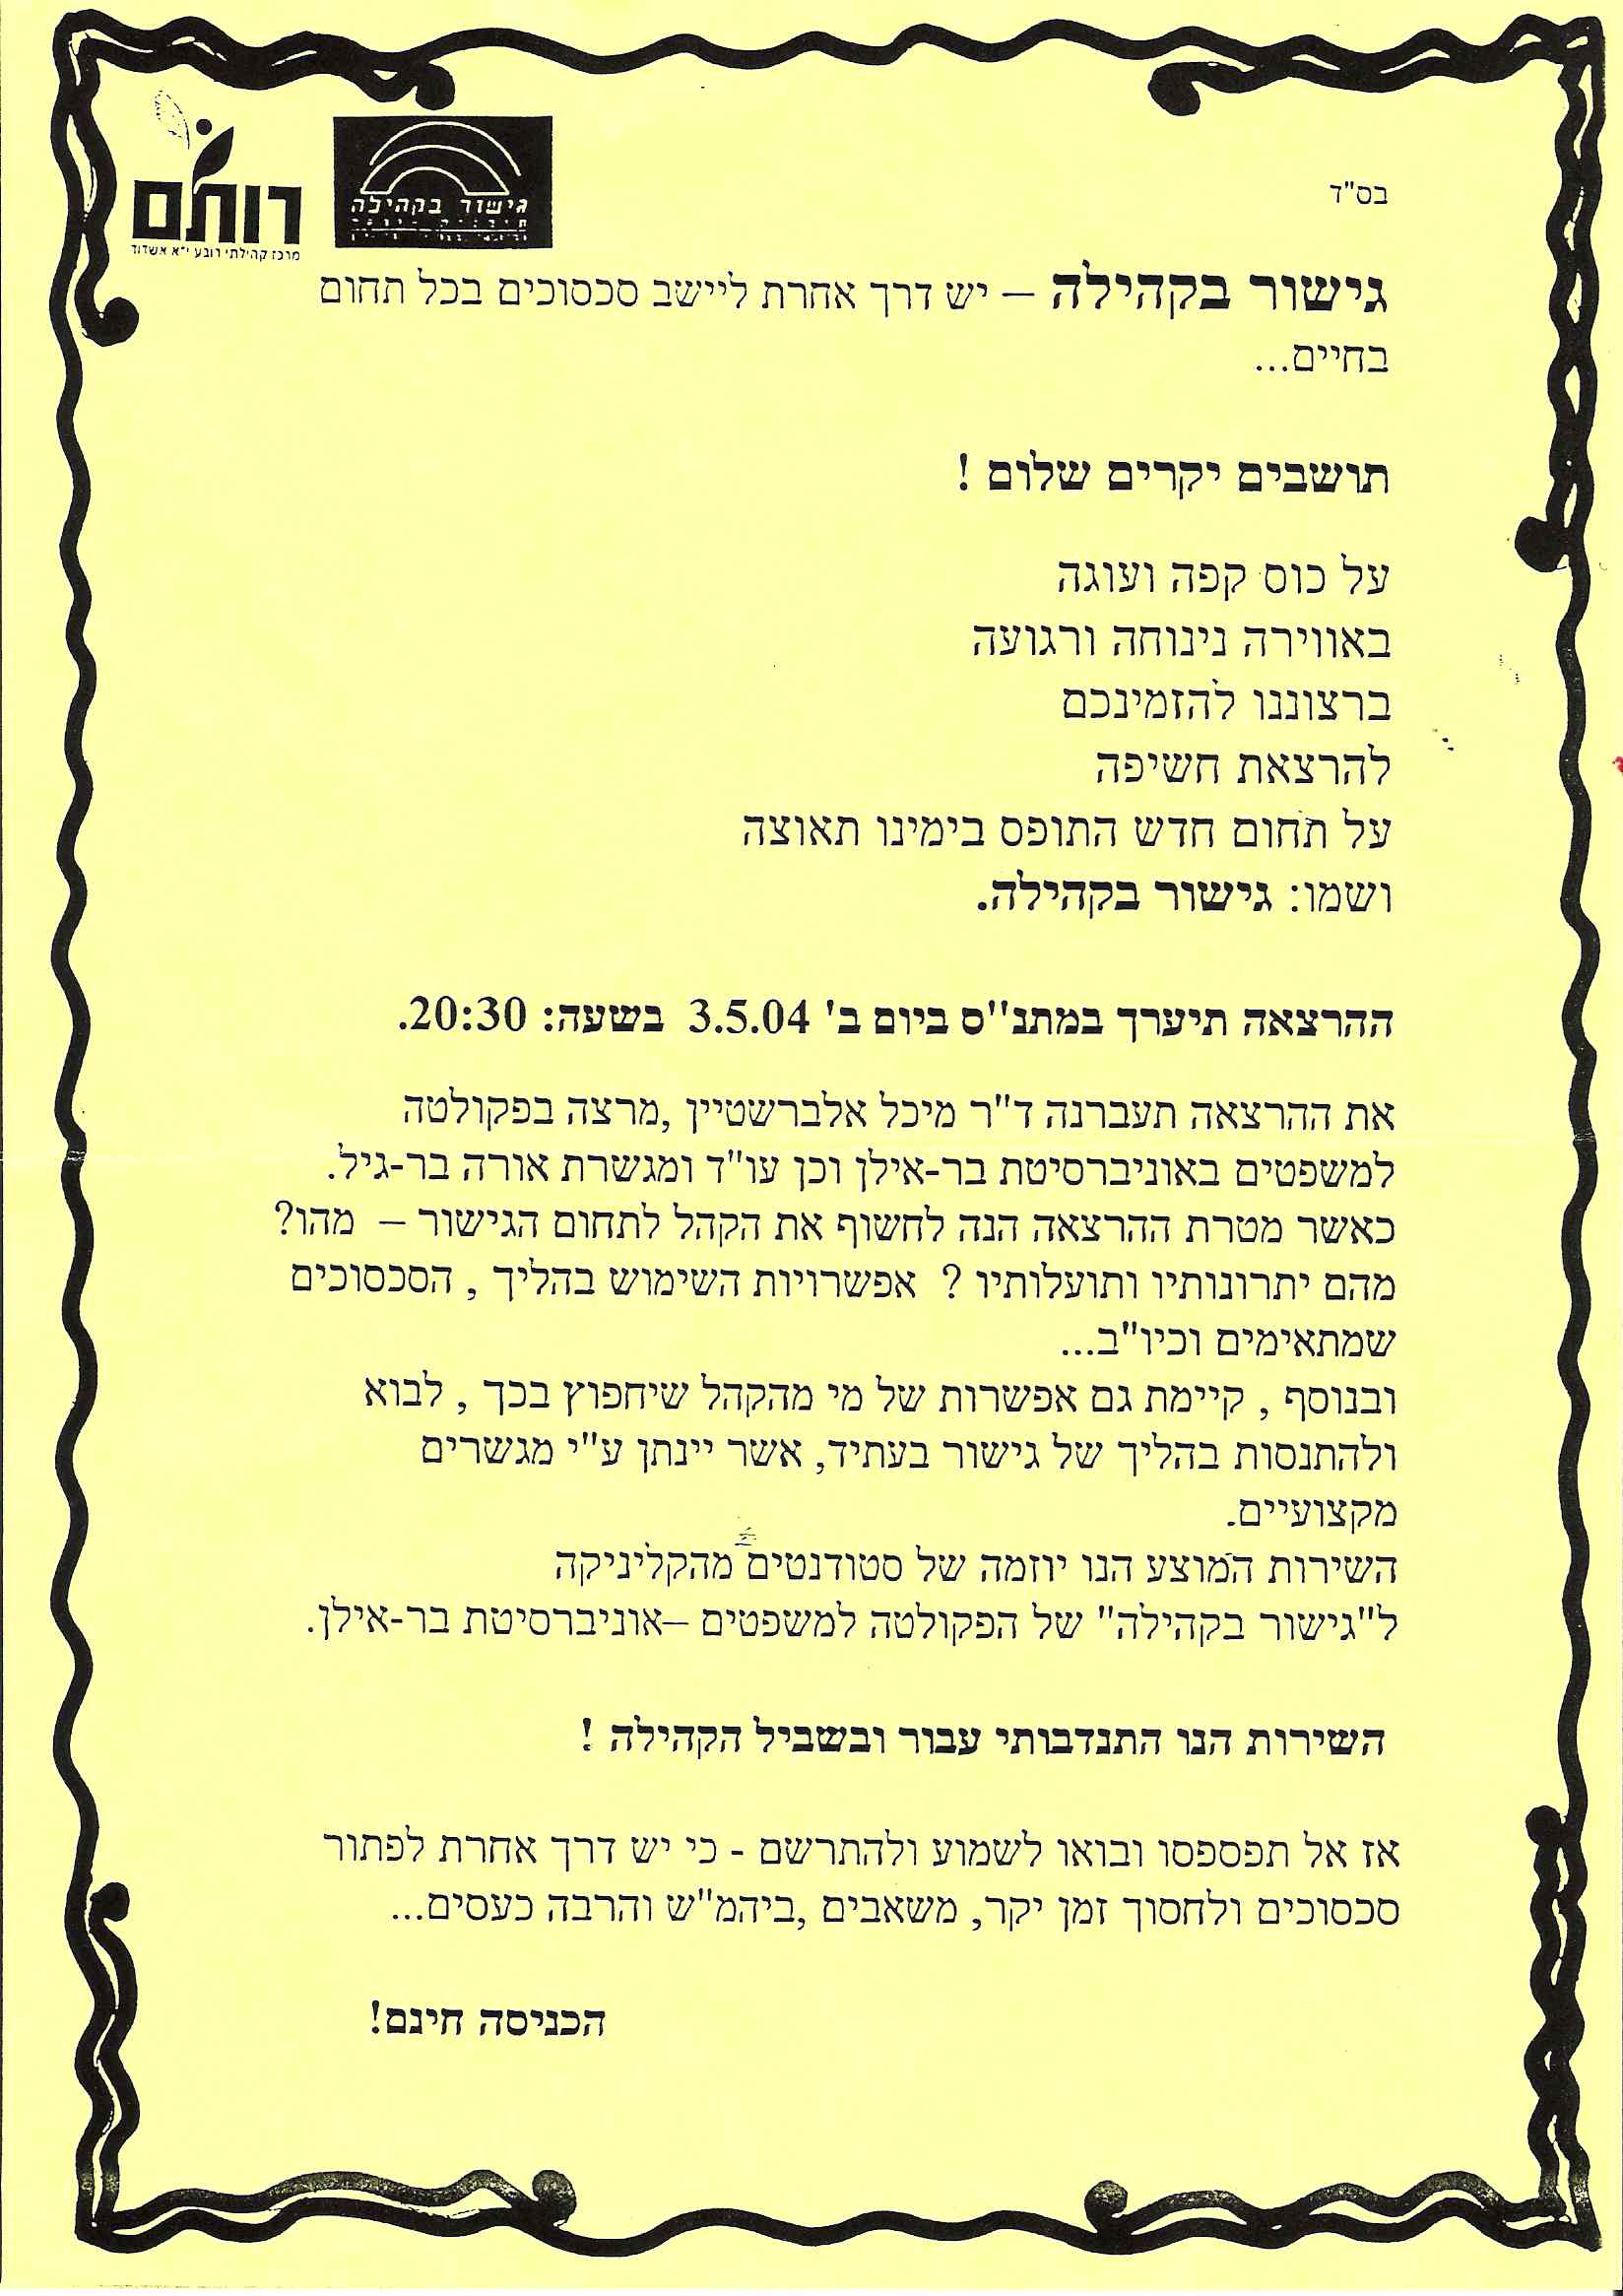 בס"ד
גישור בקהילה
רותם
מרכז קהילתי רובע י"א אשדוד
גישור בקהילה – יש דרך אחרת ליישב סכסוכים בכל תחום
בחיים...
תושבים יקרים שלום !
על כוס קפה ועוגה
באווירה נינוחה ורגועה
ברצוננו להזמינכם
להרצאת חשיפה
על תחום חדש התופס בימינו תאוצה
ושמו: גישור בקהילה.
ההרצאה תיערך במתנ"ס ביום ב' 3.5.04 בשעה: 20:30.
את ההרצאה תעברנה ד"ר מיכל אלברשטיין ,מרצה בפקולטה
למשפטים באוניברסיטת בר-אילן וכן עו"ד ומגשרת אורה בר-גיל.
כאשר מטרת ההרצאה הנה לחשוף את הקהל לתחום הגישור – מהו?
מהם יתרונותיו ותועלותיו ? אפשרויות השימוש בהליך , הסכסוכים
שמתאימים וכיו"ב...
ובנוסף , קיימת גם אפשרות של מי מהקהל שיחפוץ בכך , לבוא
ולהתנסות בהליך של גישור בעתיד, אשר יינתן ע"י מגשרים
מקצועיים.
השירות המוצע הנו יוזמה של סטודנטים מהקליניקה
ל"גישור בקהילה" של הפקולטה למשפטים –אוניברסיטת בר-אילן.
השירות הנו התנדבותי עבור ובשביל הקהילה !
אז אל תפספסו ובואו לשמוע ולהתרשם - כי יש דרך אחרת לפתור
סכסוכים ולחסוך זמן יקר, משאבים ,ביהמ"ש והרבה כעסים...
הכניסה חינם!